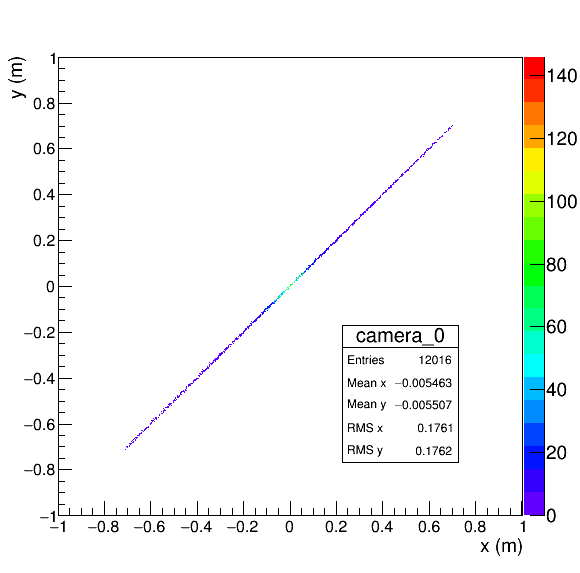 y (m)
1
0.8
0.6
0.4
0.2
0
−0.2
−0.4
−0.6
−0.8
−1
−1 −0.8 −0.6 −0.4 −0.2 0 0.2 0.4 0.6 0.8 1
x (m)
camera_0
Entries 12016
Mean x −0.005463
Mean y −0.005507
RMS x 0.1761
RMS y 0.1762
140
120
100
80
60
40
20
0